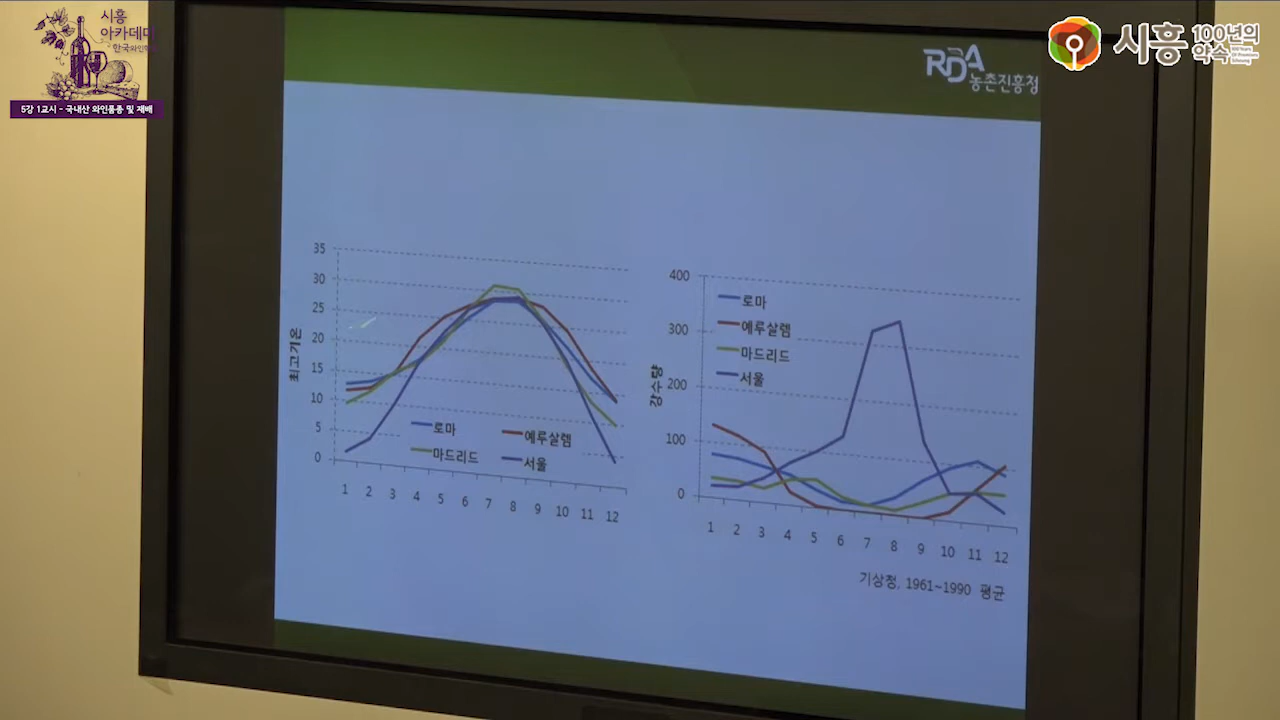 시흥
아카데미
한국와인학
5강 1교시 - 국내산 와인품종 및 재배
시흥 100년의
약속
RDA
농촌진흥청
35
30
25
20
15
10
5
0
최고기온
1 2 3 4 5 6 7 8 9 10 11 12
로마 예루살렘
마드리드 서울
400
300
200
100
0
강수량
로마
예루살렘
마드리드
서울
1 2 3 4 5 6 7 8 9 10 11 12
기상청, 1961~1990 평균